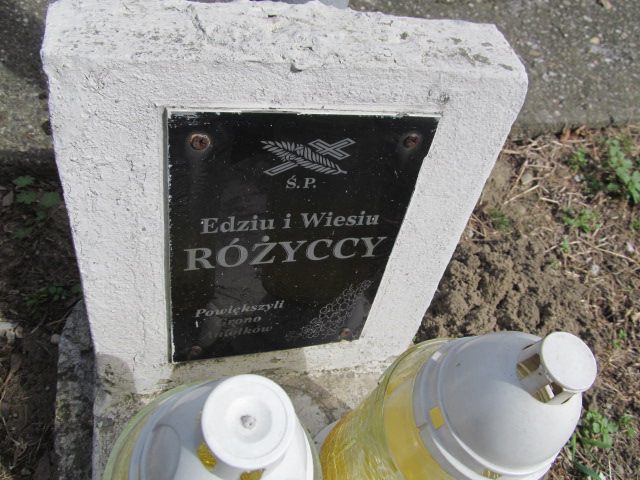 Ś.P.
Edziu i Wiesiu
RÓŻYCCY
Powiększyli
Grono